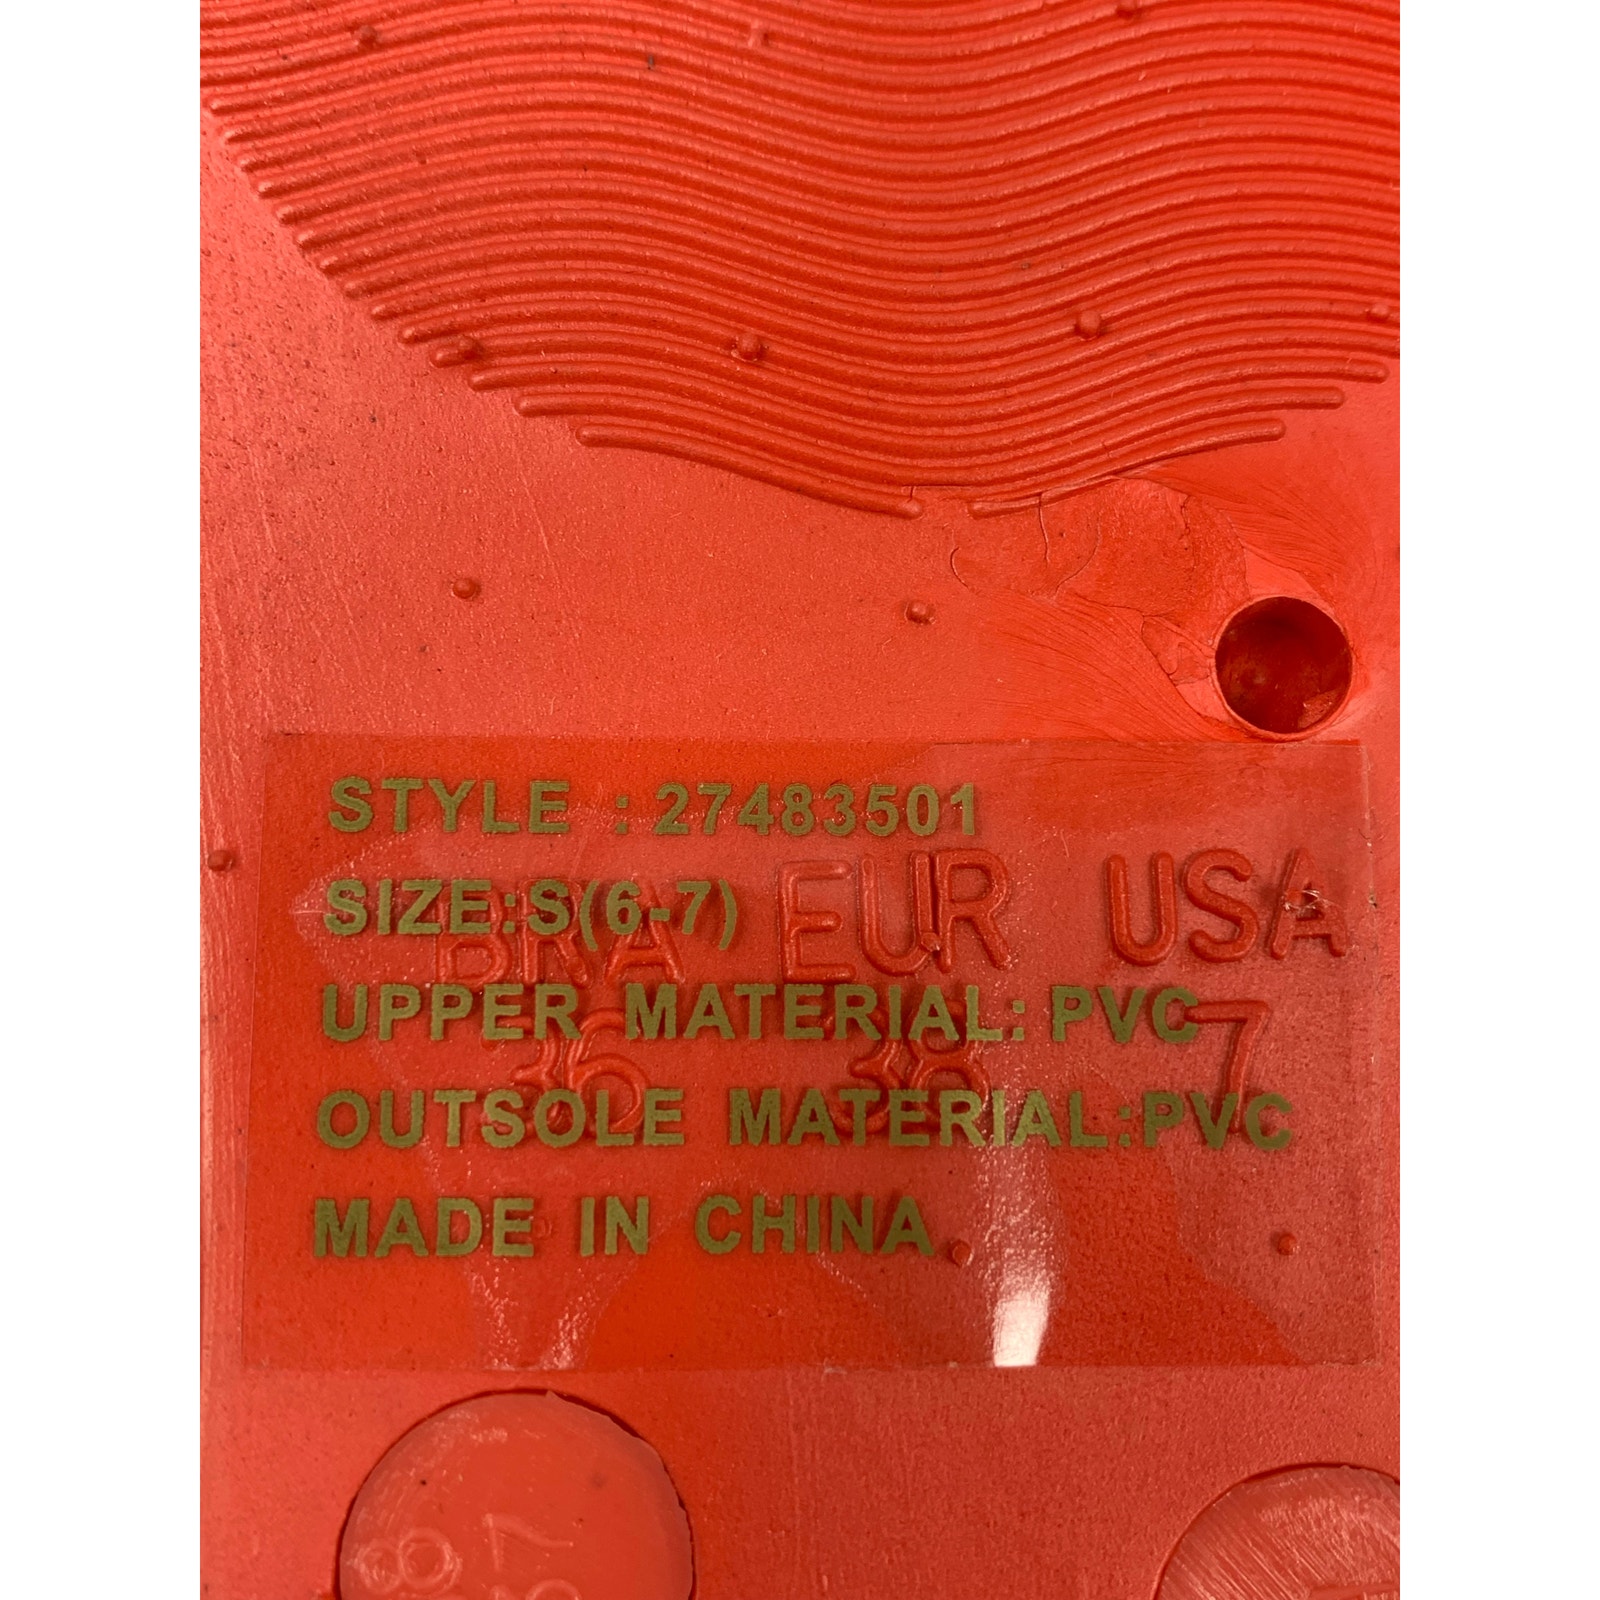 STYLE :27483501
SIZE:S(6-7)
BRA EUR USA
UPPER MATERIAL: PVC
36 38 7
OUTSOLE MATERIAL:PVC
MADE IN CHINA